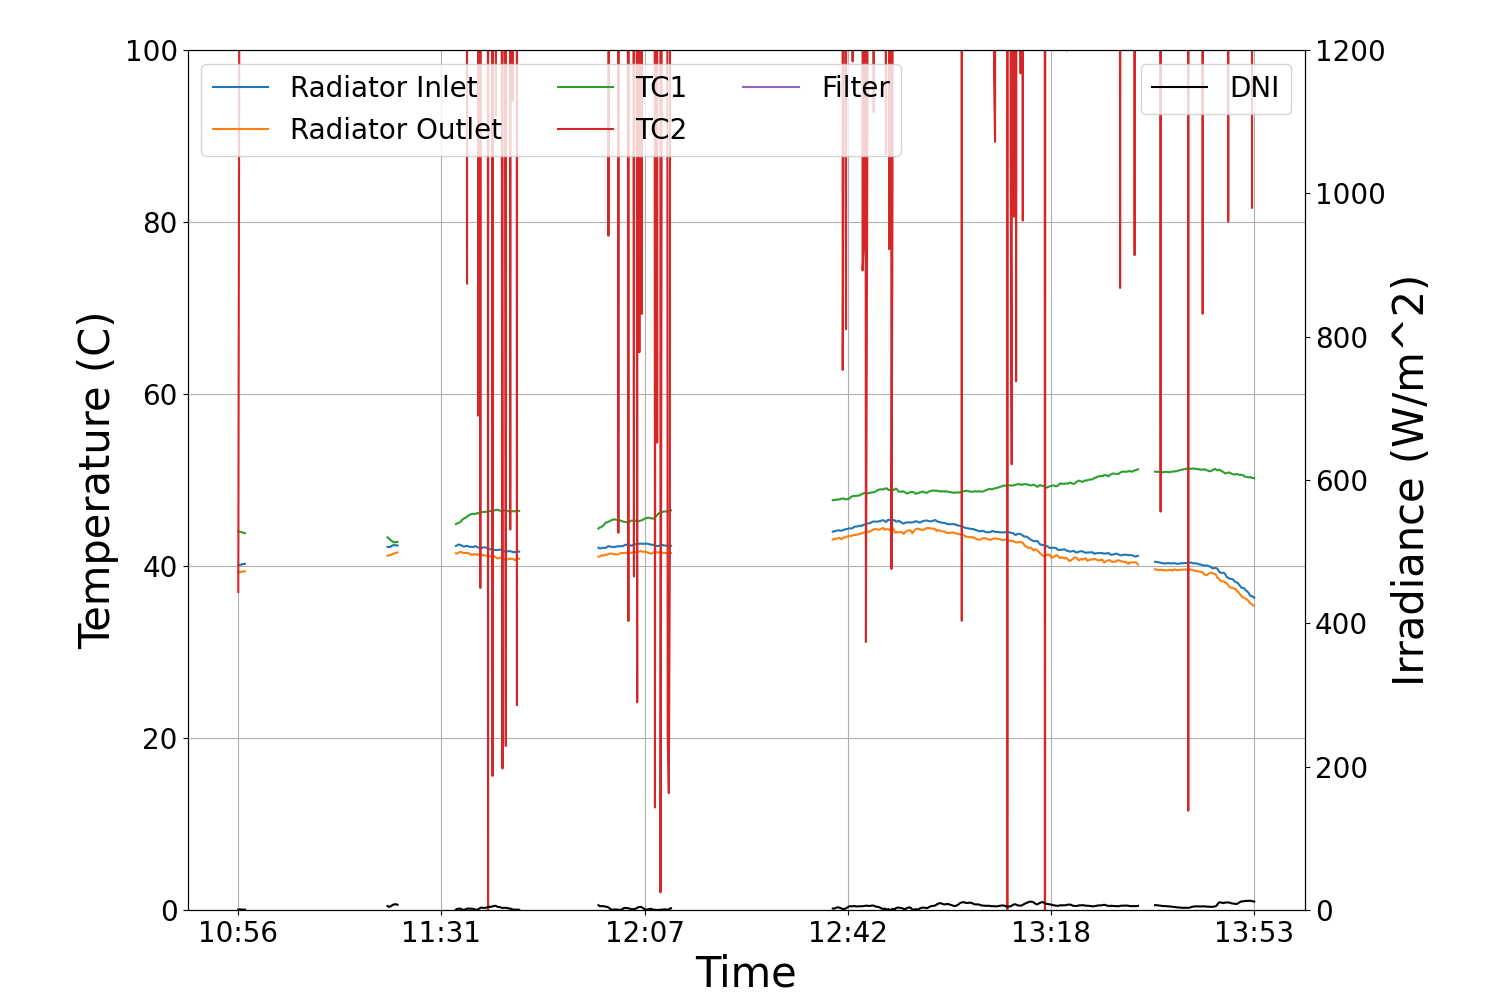 Radiator Inlet
Radiator Outlet
TC1
TC2
Filter
DNI
Temperature (C)
100
80
60
40
20
0
1200
1000
800
600
400
200
0
Irradiance (W/m^2)
10:56
11:31
12:07
12:42
13:18
13:53
Time